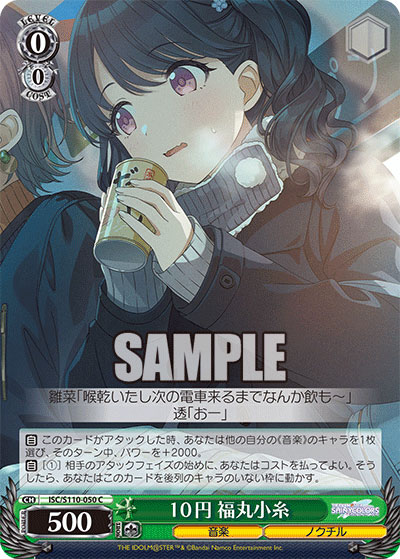 LEVEL
0
0
COST
SAMPLE
雛菜「喉乾いたし次の電車来るまでなんか飲も～」
透「おー」
自 このカードがアタックした時、あなたは他の自分の《音楽》のキャラを1枚
選び、そのターン中、パワーを+2000。
自 [①] 相手のアタックフェイズの始めに、あなたはコストを払ってよい。そう
したら、あなたはこのカードを後列のキャラのいない枠に動かす。
CH ISC/S110-050 C
500
10円 福丸小糸
音楽
ノクチル
SHINYCOLORS
THE IDOLM@STER™& ©Bandai Namco Entertainment Inc.